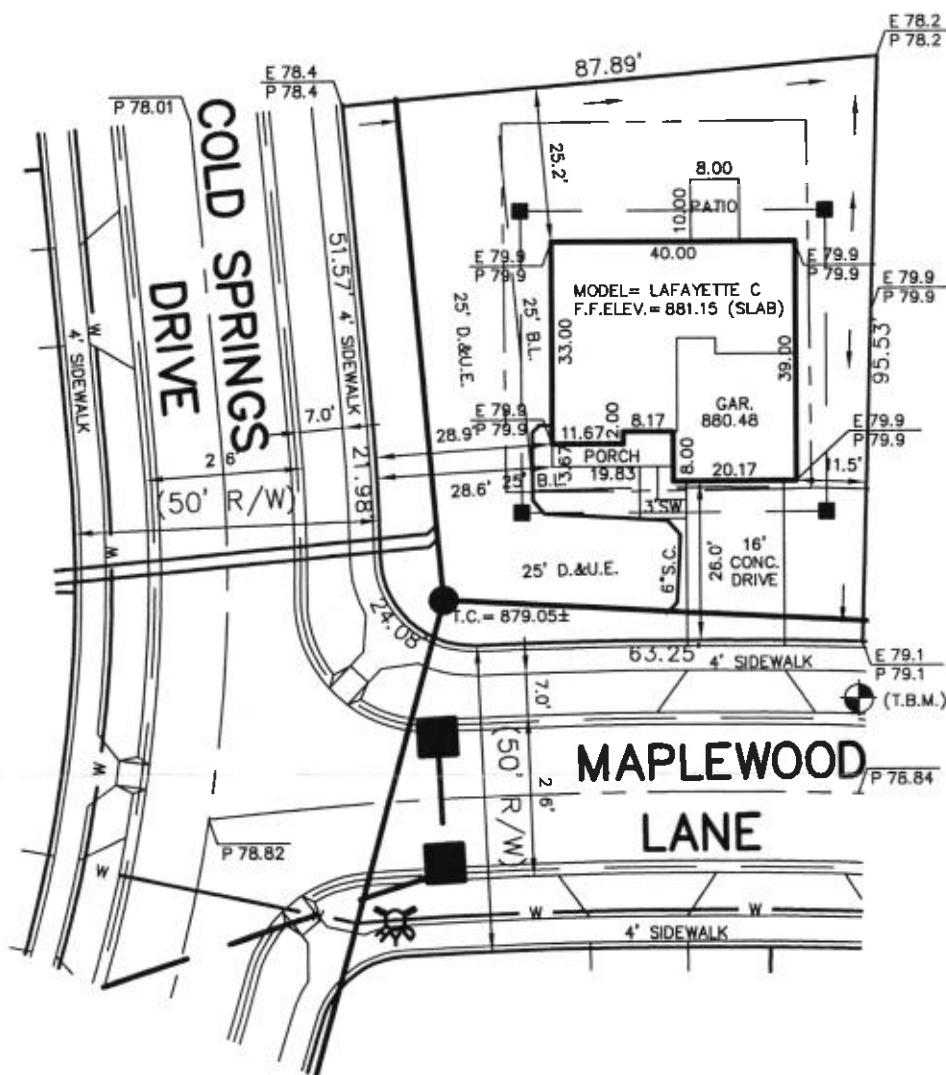 E 78.2
P 78.2
87.89'
E 78.4
P 78.4
P 78.01
COLD SPRINGS
DRIVE
25.2'
8.00
10.00
PATIO
E 79.9
P 79.9
40.00
E 79.9
P 79.9
MODEL= LAFAYETTE C
F.F.ELEV.= 881.15 (SLAB)
E 79.9
P 79.9
51.57'
4' SIDEWALK
25' D.&U.E.
25' B.L.
33.00
39.00
95.53'
W
4' SIDEWALK
GAR.
880.48
7.0'
E 79.9
P 79.9
11.67
2.00
8.17
E 79.9
P 79.9
28.9'
PORCH
13.67
19.83
8.00
20.17
11.5'
26'
21.98'
(50' R/W)
28.6'
25' B.L.
3'SW
W
25' D.&U.E.
6"S.C.
26.0'
16'
CONC.
DRIVE
T.C.= 879.05±
24.08
63.25
4' SIDEWALK
E 79.1
P 79.1
7.0'
(T.B.M.)
W
(50' R/W)
26'
MAPLEWOOD
LANE
P 78.84
P 78.82
W
W
W
4' SIDEWALK